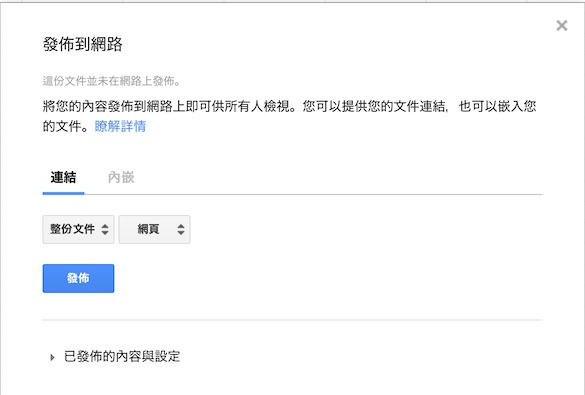 發佈到網路
這份文件並未在網路上發佈。
將您的內容發佈到網路上即可供所有人檢視。您可以提供您的文件連結，也可以嵌入您
的文件。瞭解詳情
連結 內嵌
整份文件 網頁
發佈
已發佈的內容與設定